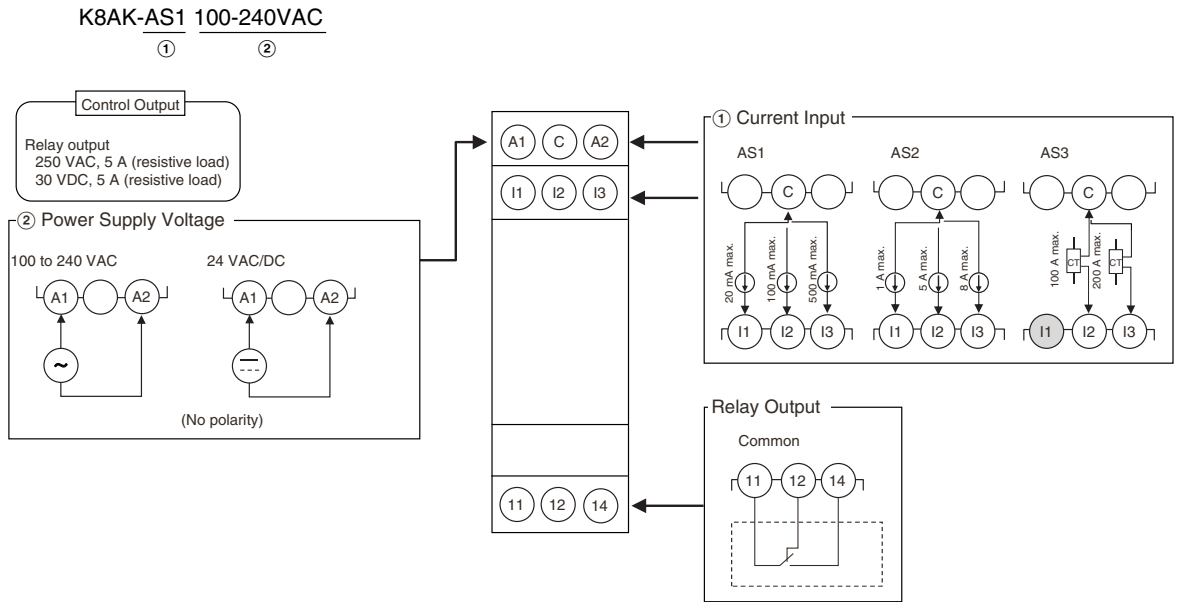 K8AK-AS1 100-240VAC
① ②
Control Output
Relay output
250 VAC, 5 A (resistive load)
30 VDC, 5 A (resistive load)
② Power Supply Voltage
100 to 240 VAC
24 VAC/DC
A1 A2
A1 A2
~
(No polarity)
A1 C A2
I1 I2 I3
11 12 14
① Current Input
AS1
AS2
AS3
C
C
C
20 mA max.
100 mA max.
500 mA max.
1 A max.
5 A max.
8 A max.
100 A max.
CT
200 A max.
CT
I1 I2 I3
I1 I2 I3
I1 I2 I3
Relay Output
Common
11 12 14